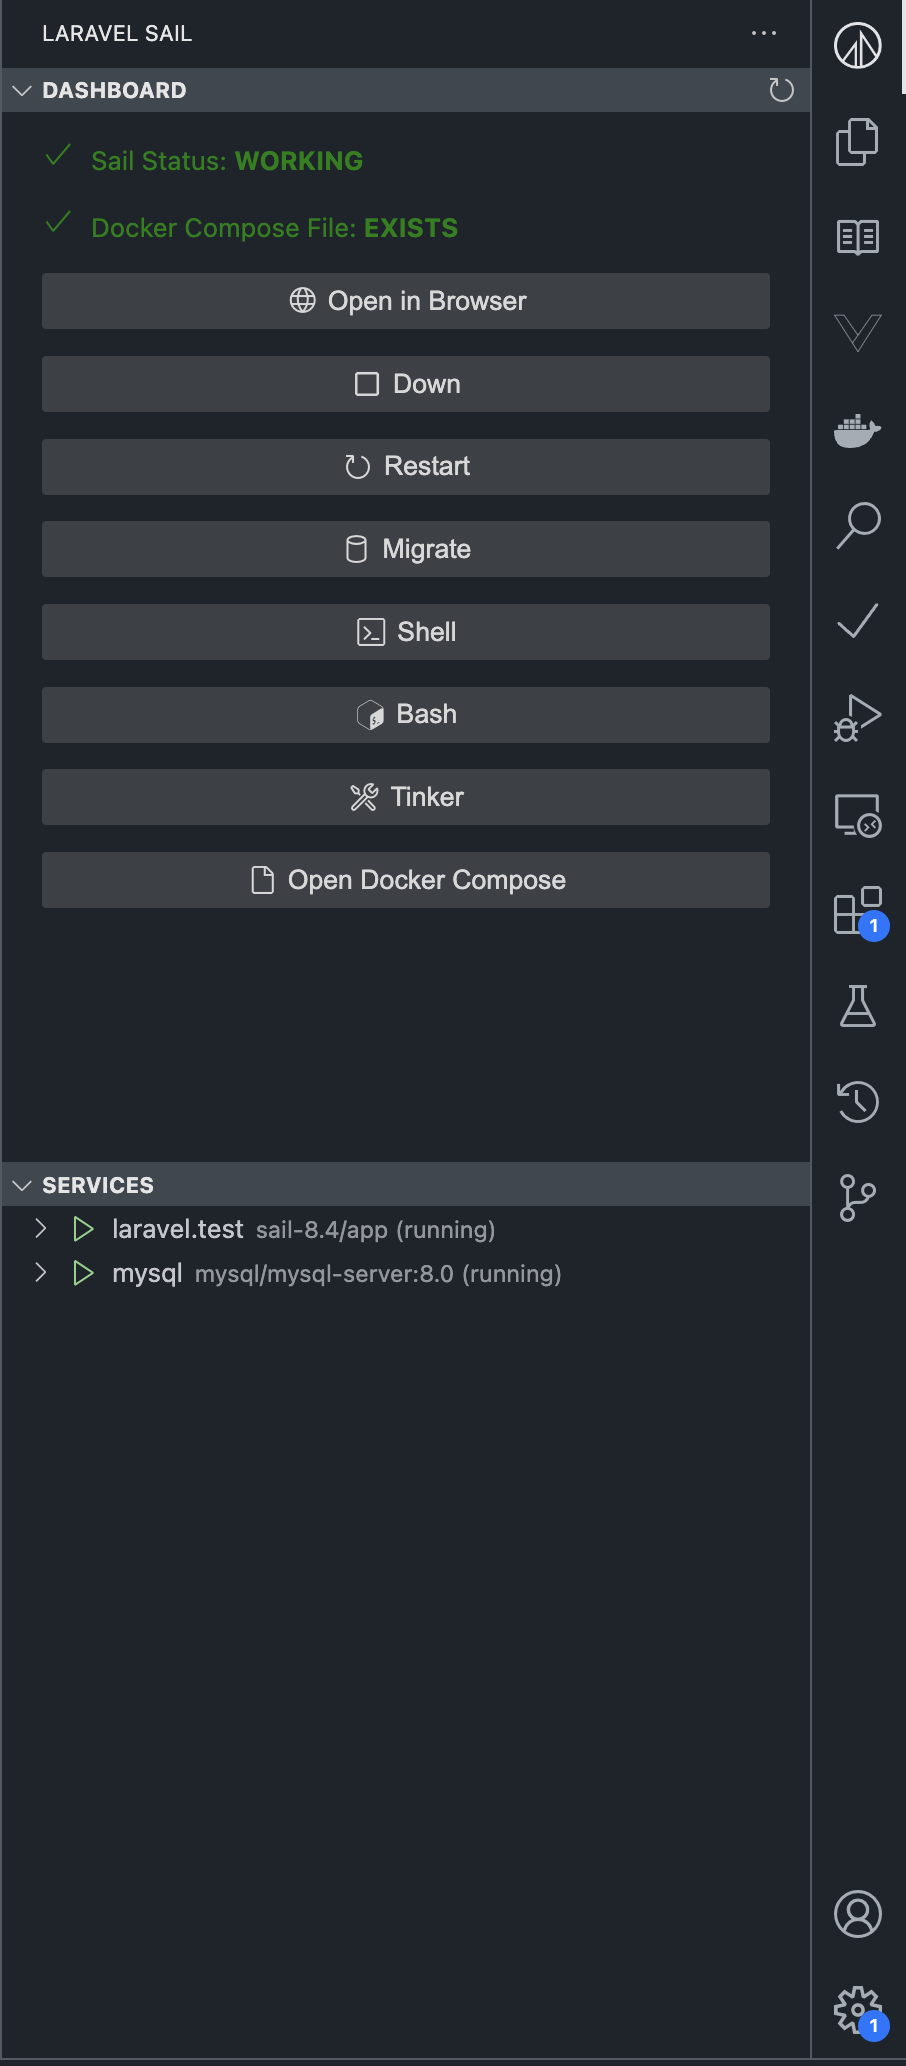 LARAVEL SAIL
DASHBOARD
Sail Status: WORKING
Docker Compose File: EXISTS
Open in Browser
Down
Restart
Migrate
Shell
Bash
Tinker
Open Docker Compose
1
SERVICES
laravel.test sail-8.4/app (running)
mysql mysql/mysql-server:8.0 (running)
1